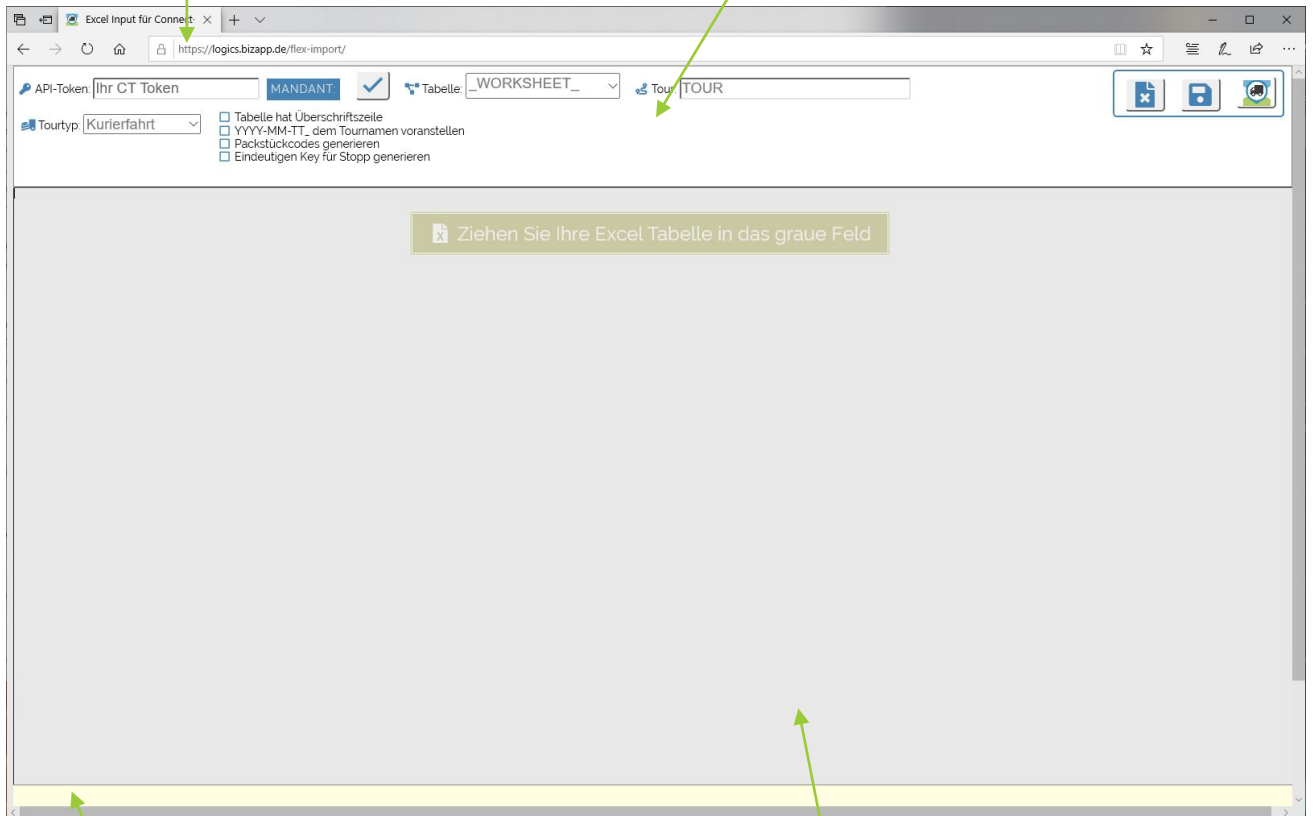 Excel Input für Connect-
https://logics.bizapp.de/flex-import/
API-Token: Ihr CT Token MANDANT: Tabelle: _WORKSHEET_ Tour: TOUR
Tourtyp: Kurierfahrt
Tabelle hat Überschriftszeile
YYYY-MM-TT_ dem Tournamen voranstellen
Packstückcodes generieren
Eindeutigen Key für Stopp generieren
Ziehen Sie Ihre Excel Tabelle in das graue Feld